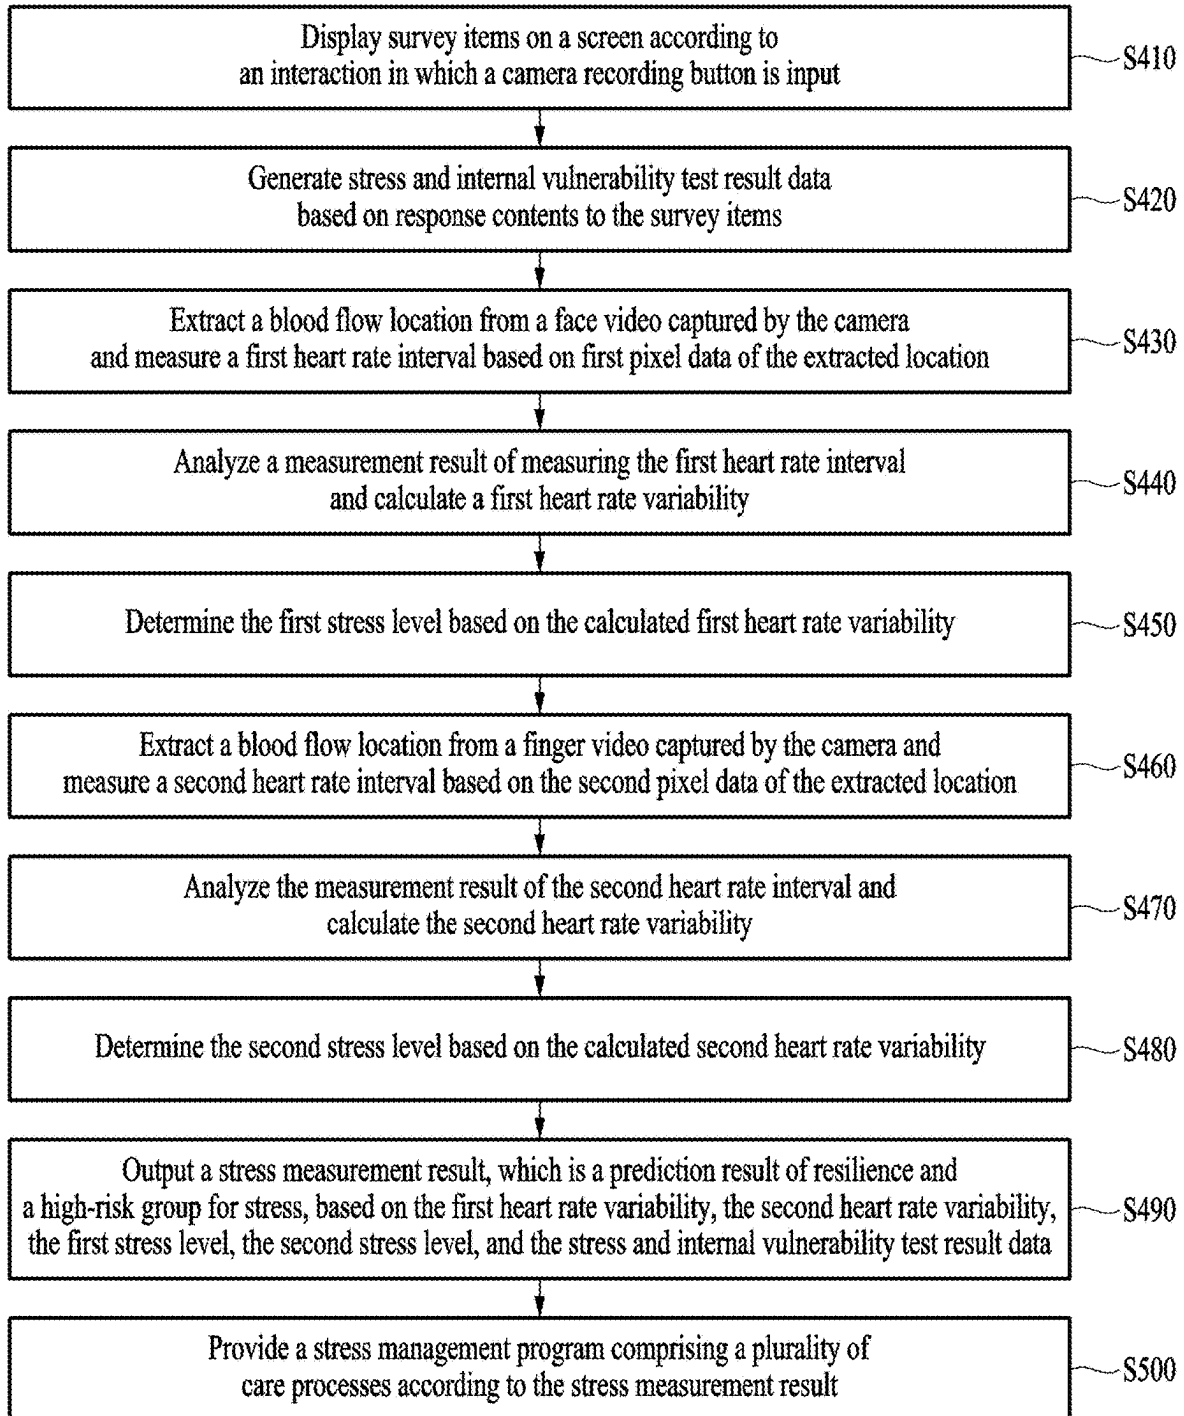 Display survey items on a screen according to
an interaction in which a camera recording button is input
S410
Generate stress and internal vulnerability test result data
based on response contents to the survey items
S420
Extract a blood flow location from a face video captured by the camera
and measure a first heart rate interval based on first pixel data of the extracted location
S430
Analyze a measurement result of measuring the first heart rate interval
and calculate a first heart rate variability
S440
Determine the first stress level based on the calculated first heart rate variability
S450
Extract a blood flow location from a finger video captured by the camera and
measure a second heart rate interval based on the second pixel data of the extracted location
S460
Analyze the measurement result of the second heart rate interval and
calculate the second heart rate variability
S470
Determine the second stress level based on the calculated second heart rate variability
S480
Output a stress measurement result, which is a prediction result of resilience and
a high-risk group for stress, based on the first heart rate variability, the second heart rate variability,
the first stress level, the second stress level, and the stress and internal vulnerability test result data
S490
Provide a stress management program comprising a plurality of
care processes according to the stress measurement result
S500